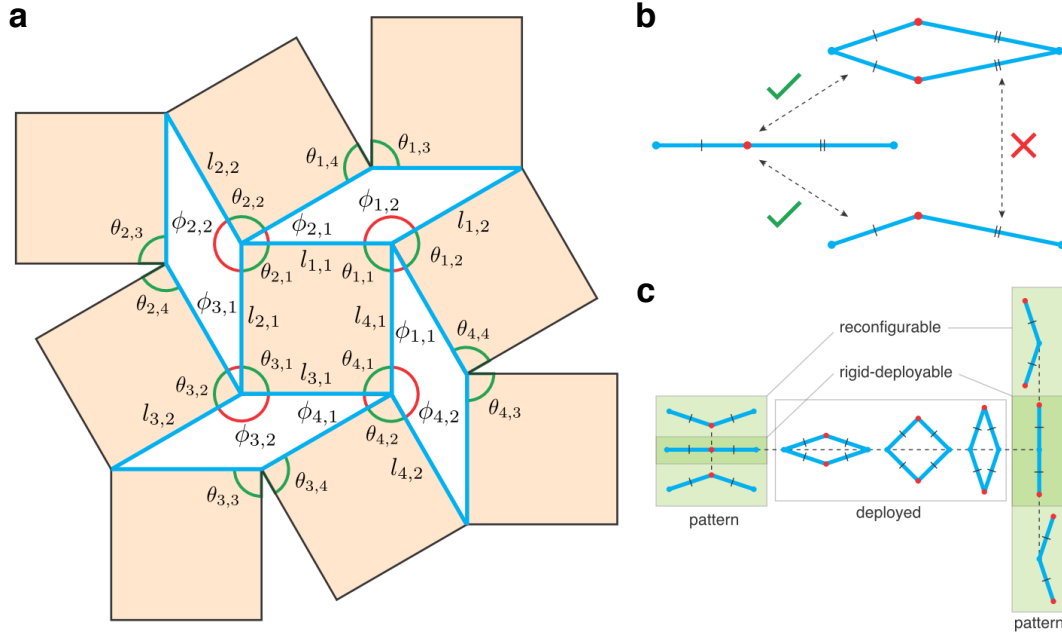 a
b
c
θ1,4
θ1,3
l2,2
θ2,2
ϕ1,2
θ2,3
ϕ2,2
ϕ2,1
l1,2
l1,1
θ1,1
θ1,2
θ2,1
θ2,4
ϕ3,1
l2,1
l4,1
ϕ1,1
θ4,4
θ3,1
θ4,1
θ3,2
l3,1
l3,2
ϕ4,1
ϕ4,2
θ4,3
ϕ3,2
θ4,2
l4,2
θ3,3
θ3,4
reconfigurable
rigid-deployable
pattern
deployed
pattern